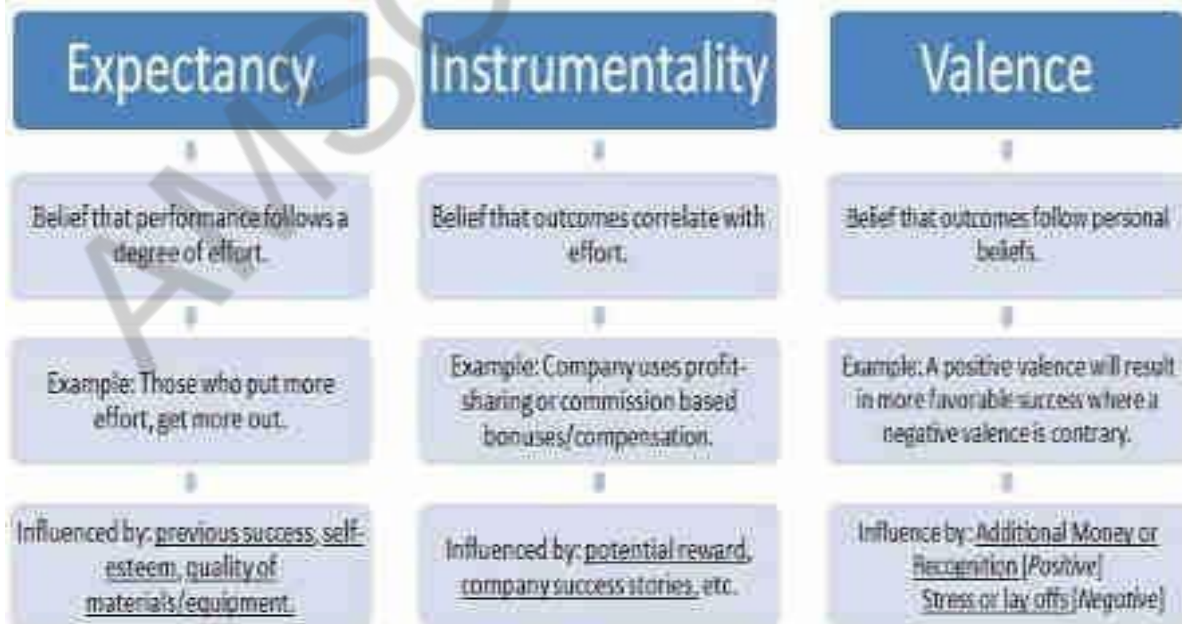 Expectancy
Belief that performance follows a
degree of effort.
Example: Those who put more
effort, get more out.
Influenced by: previous success, self-
esteem, quality of
materials/equipment.
Instrumentality
Belief that outcomes correlate with
effort.
Example: Company uses profit-
sharing or commission based
bonuses/compensation.
Influenced by: potential reward,
company success stories, etc.
Valence
Belief that outcomes follow personal
beliefs.
Example: A positive valence will result
in more favorable success where a
negative valence is contrary.
Influence by: Additional Money or
Recognition [Positive]
Stress or lay offs [Negative]